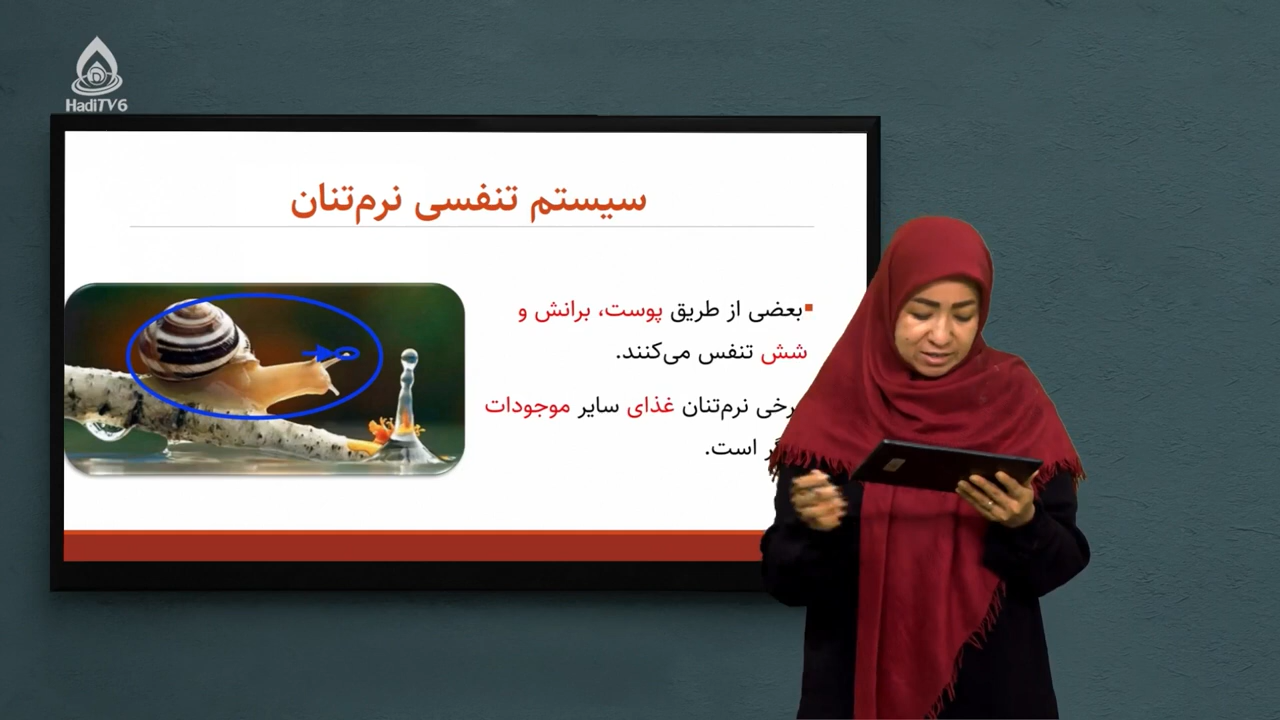 HadiTV6
سیستم تنفسی نرم‌تنان
بعضی از طریق پوست، برانش و
شش تنفس می‌کنند.
نرم‌تنان غذای سایر موجودات
است.